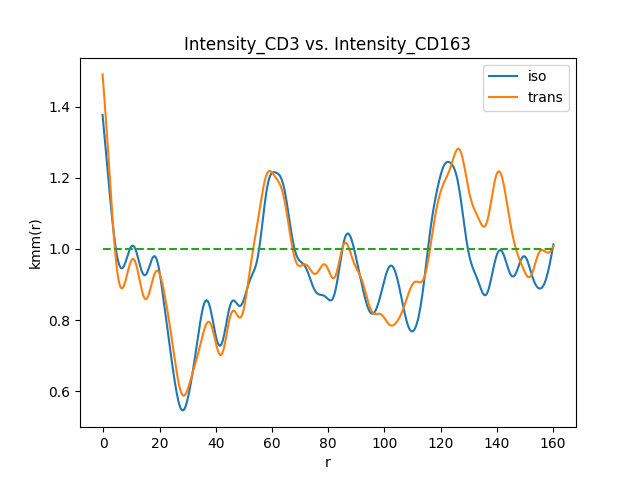 Intensity_CD3 vs. Intensity_CD163
iso
trans
kmm(r)
1.4
1.2
1.0
0.8
0.6
0 20 40 60 80 100 120 140 160
r